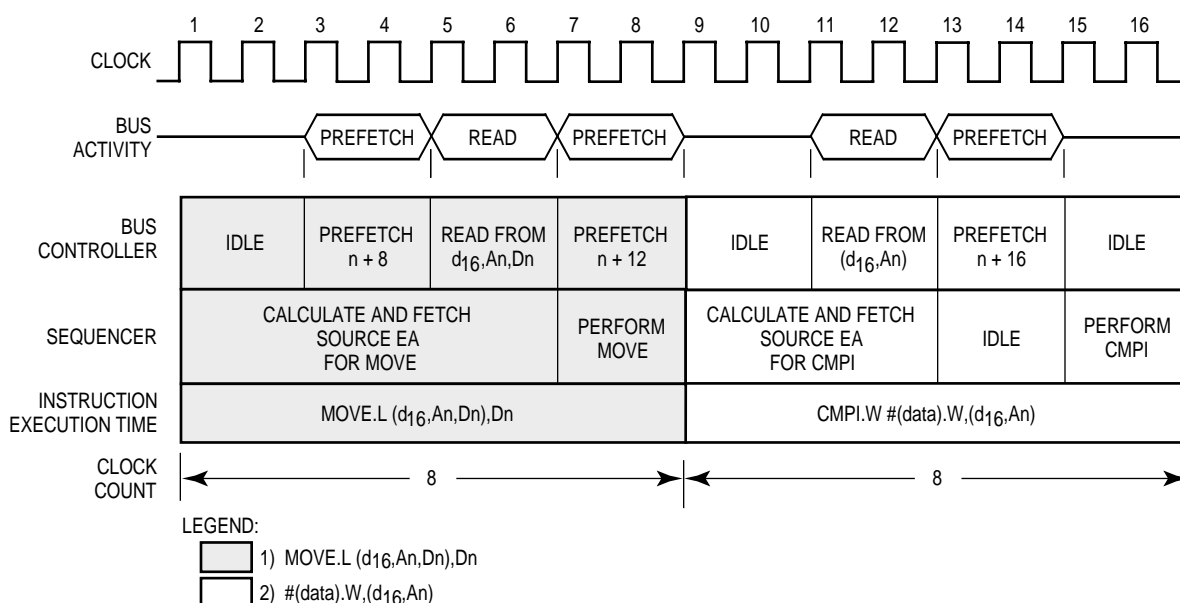 1 2 3 4 5 6 7 8 9 10 11 12 13 14 15 16
CLOCK
BUS
ACTIVITY
PREFETCH READ PREFETCH READ PREFETCH
BUS
CONTROLLER
IDLE
PREFETCH
n + 8
READ FROM
d16,An,Dn
PREFETCH
n + 12
IDLE
READ FROM
(d16,An)
PREFETCH
n + 16
IDLE
SEQUENCER
CALCULATE AND FETCH
SOURCE EA
FOR MOVE
PERFORM
MOVE
CALCULATE AND FETCH
SOURCE EA
FOR CMPI
IDLE
PERFORM
CMPI
INSTRUCTION
EXECUTION TIME
MOVE.L (d16,An,Dn),Dn
CMPI.W #(data).W,(d16,An)
CLOCK
COUNT
8 8
LEGEND:
1) MOVE.L (d16,An,Dn),Dn
2) #(data).W,(d16,An)